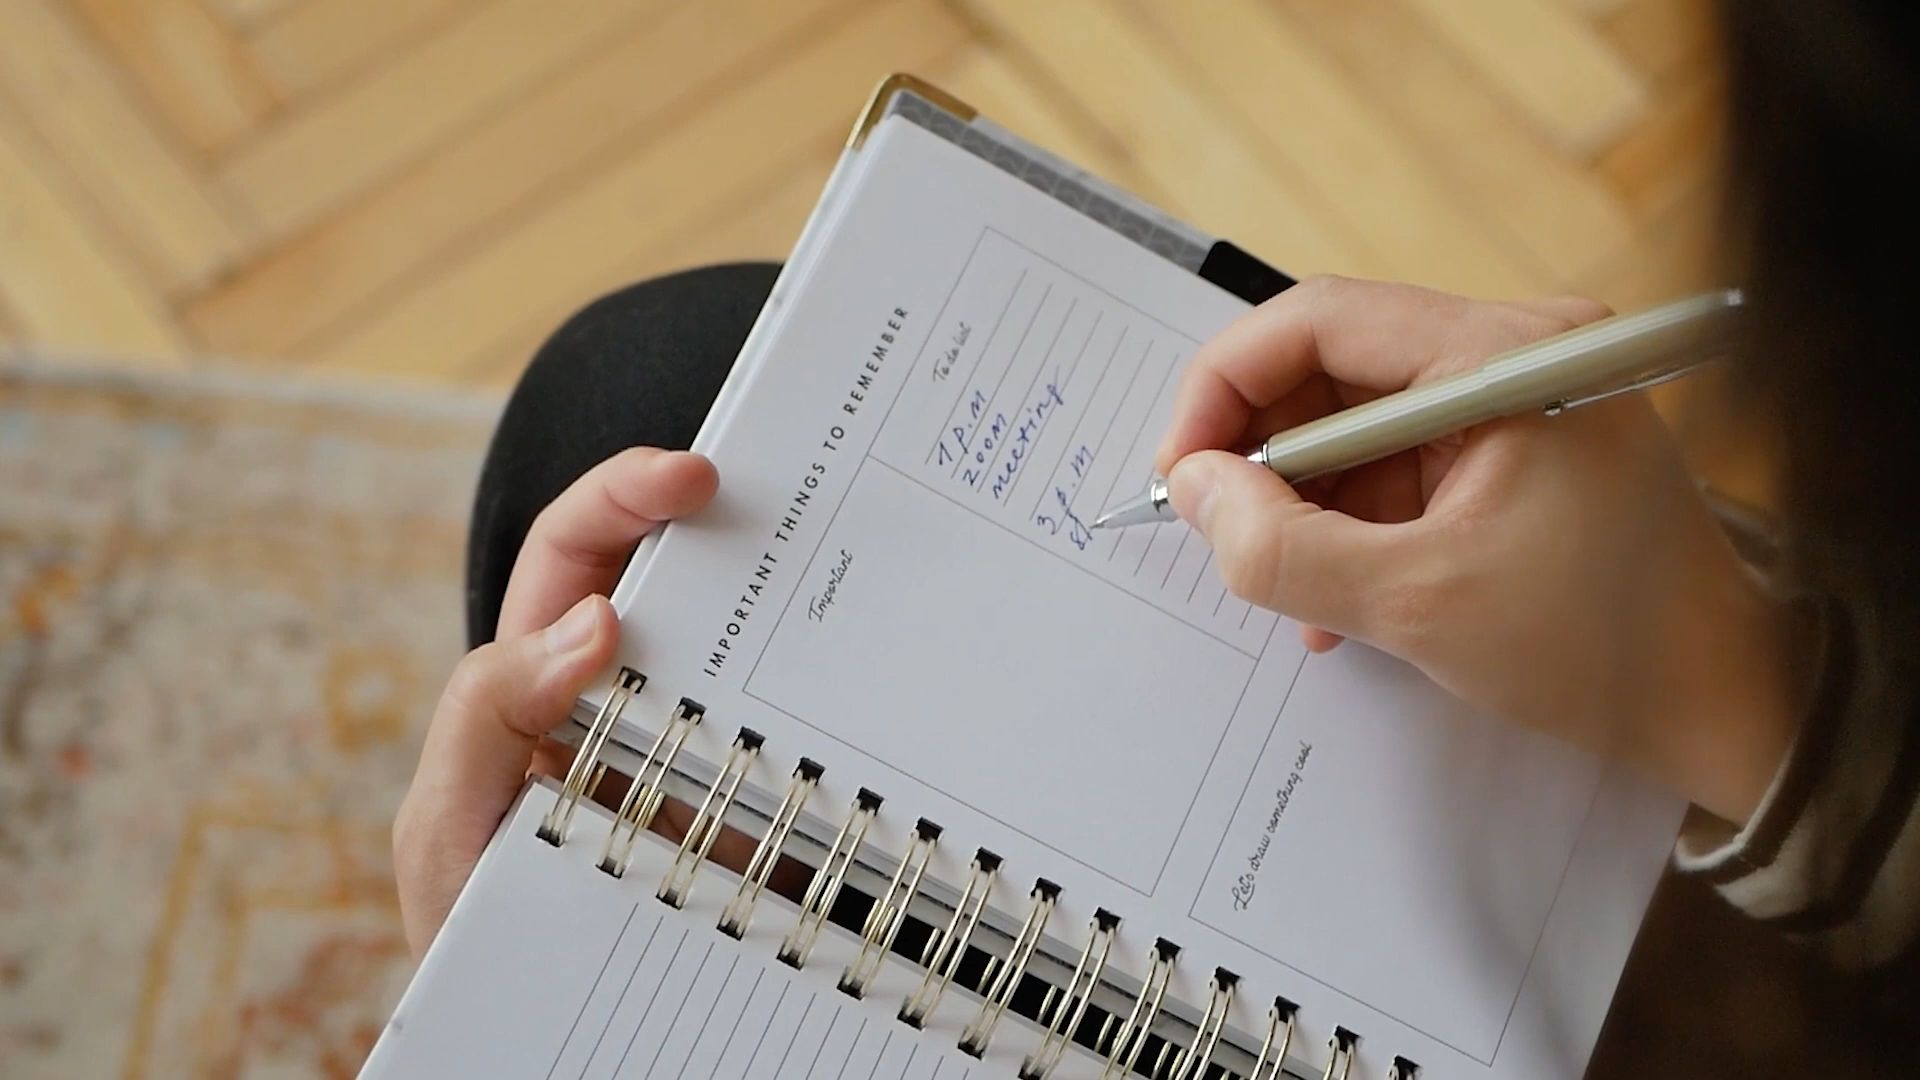 IMPORTANT THINGS TO REMEMBER
To do list
1 p.m
zoom
meeting
3 p.m
Important
Let's draw something cool